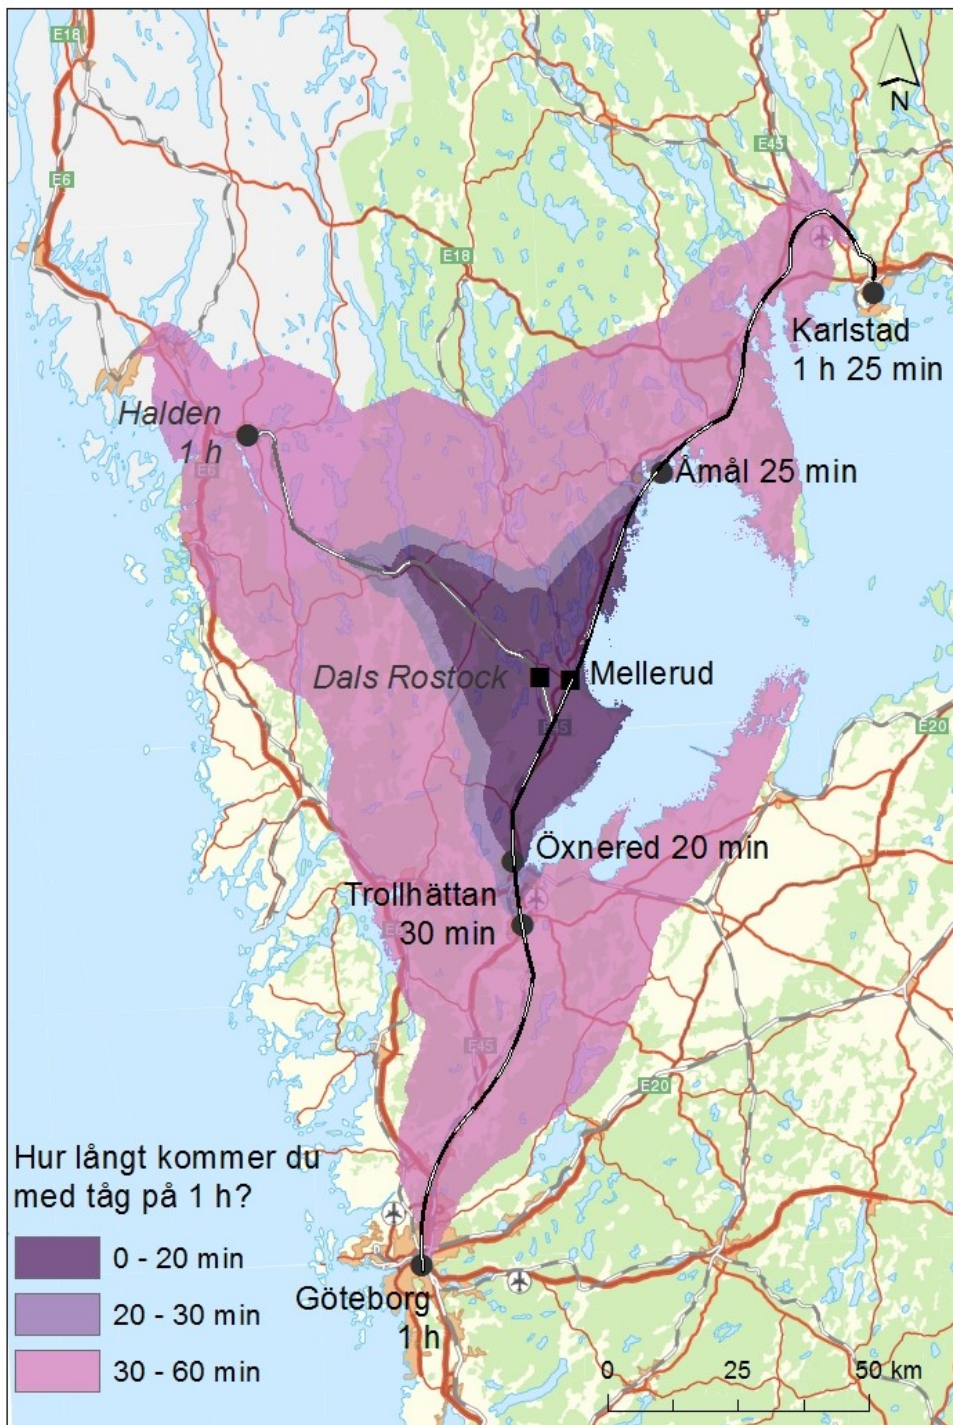 E18
E6
E45
N
E18
Karlstad
1 h 25 min
Halden
1 h
E6
Åmål 25 min
Dals Rostock
Mellerud
E45
E20
Öxnered 20 min
Trollhättan
30 min
E6
E45
E20
Hur långt kommer du
med tåg på 1 h?
0 - 20 min
20 - 30 min
30 - 60 min
Göteborg
1 h
0 25 50 km